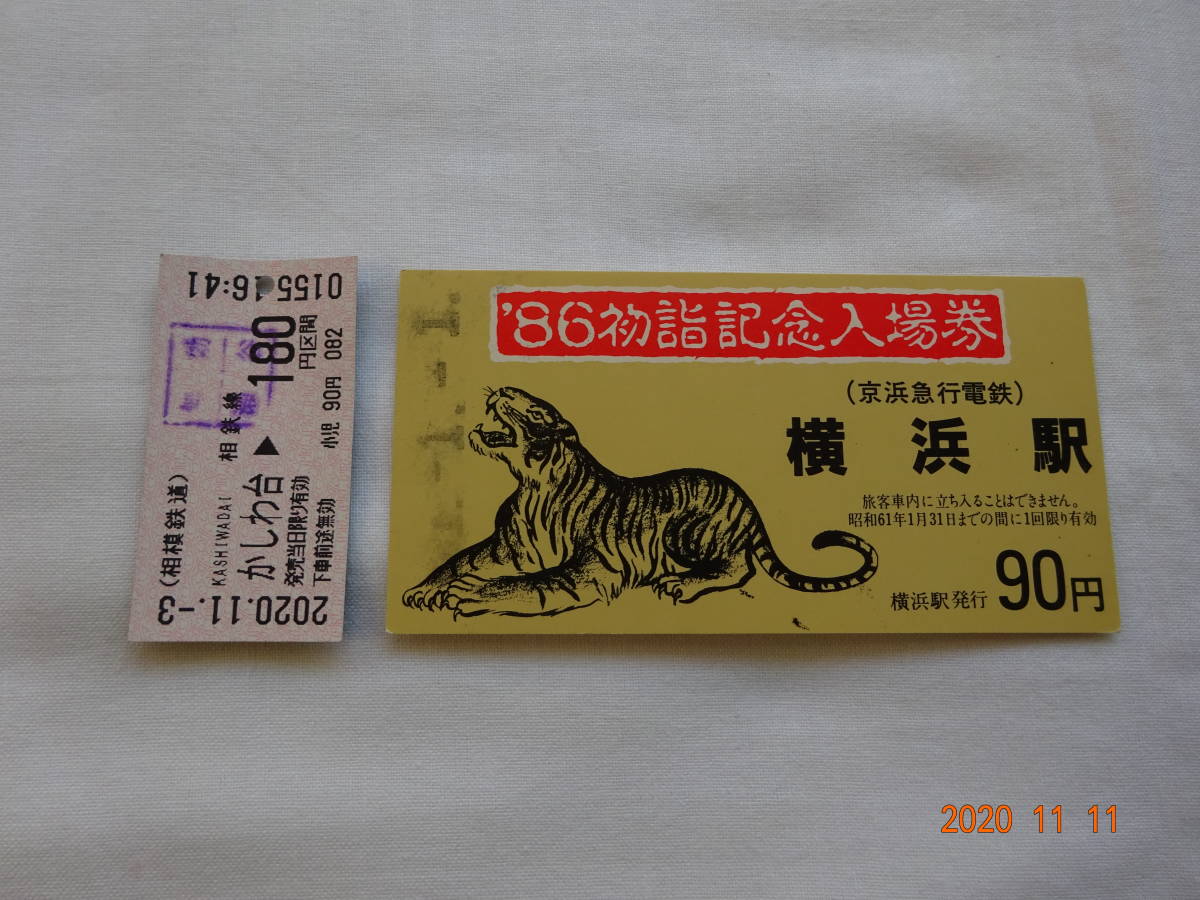 (相模鉄道) 相鉄線
KASHIWADAI
かしわ台 ▶ 180円区間
発売当日限り有効
下車前途無効 小児 90円 082
2020.11.-3 0155 16:41
'86初詣記念入場券
(京浜急行電鉄)
横浜駅
旅客車内に立ち入ることはできません。
昭和61年1月31日までの間に1回限り有効
横浜駅発行 90円
2020 11 11